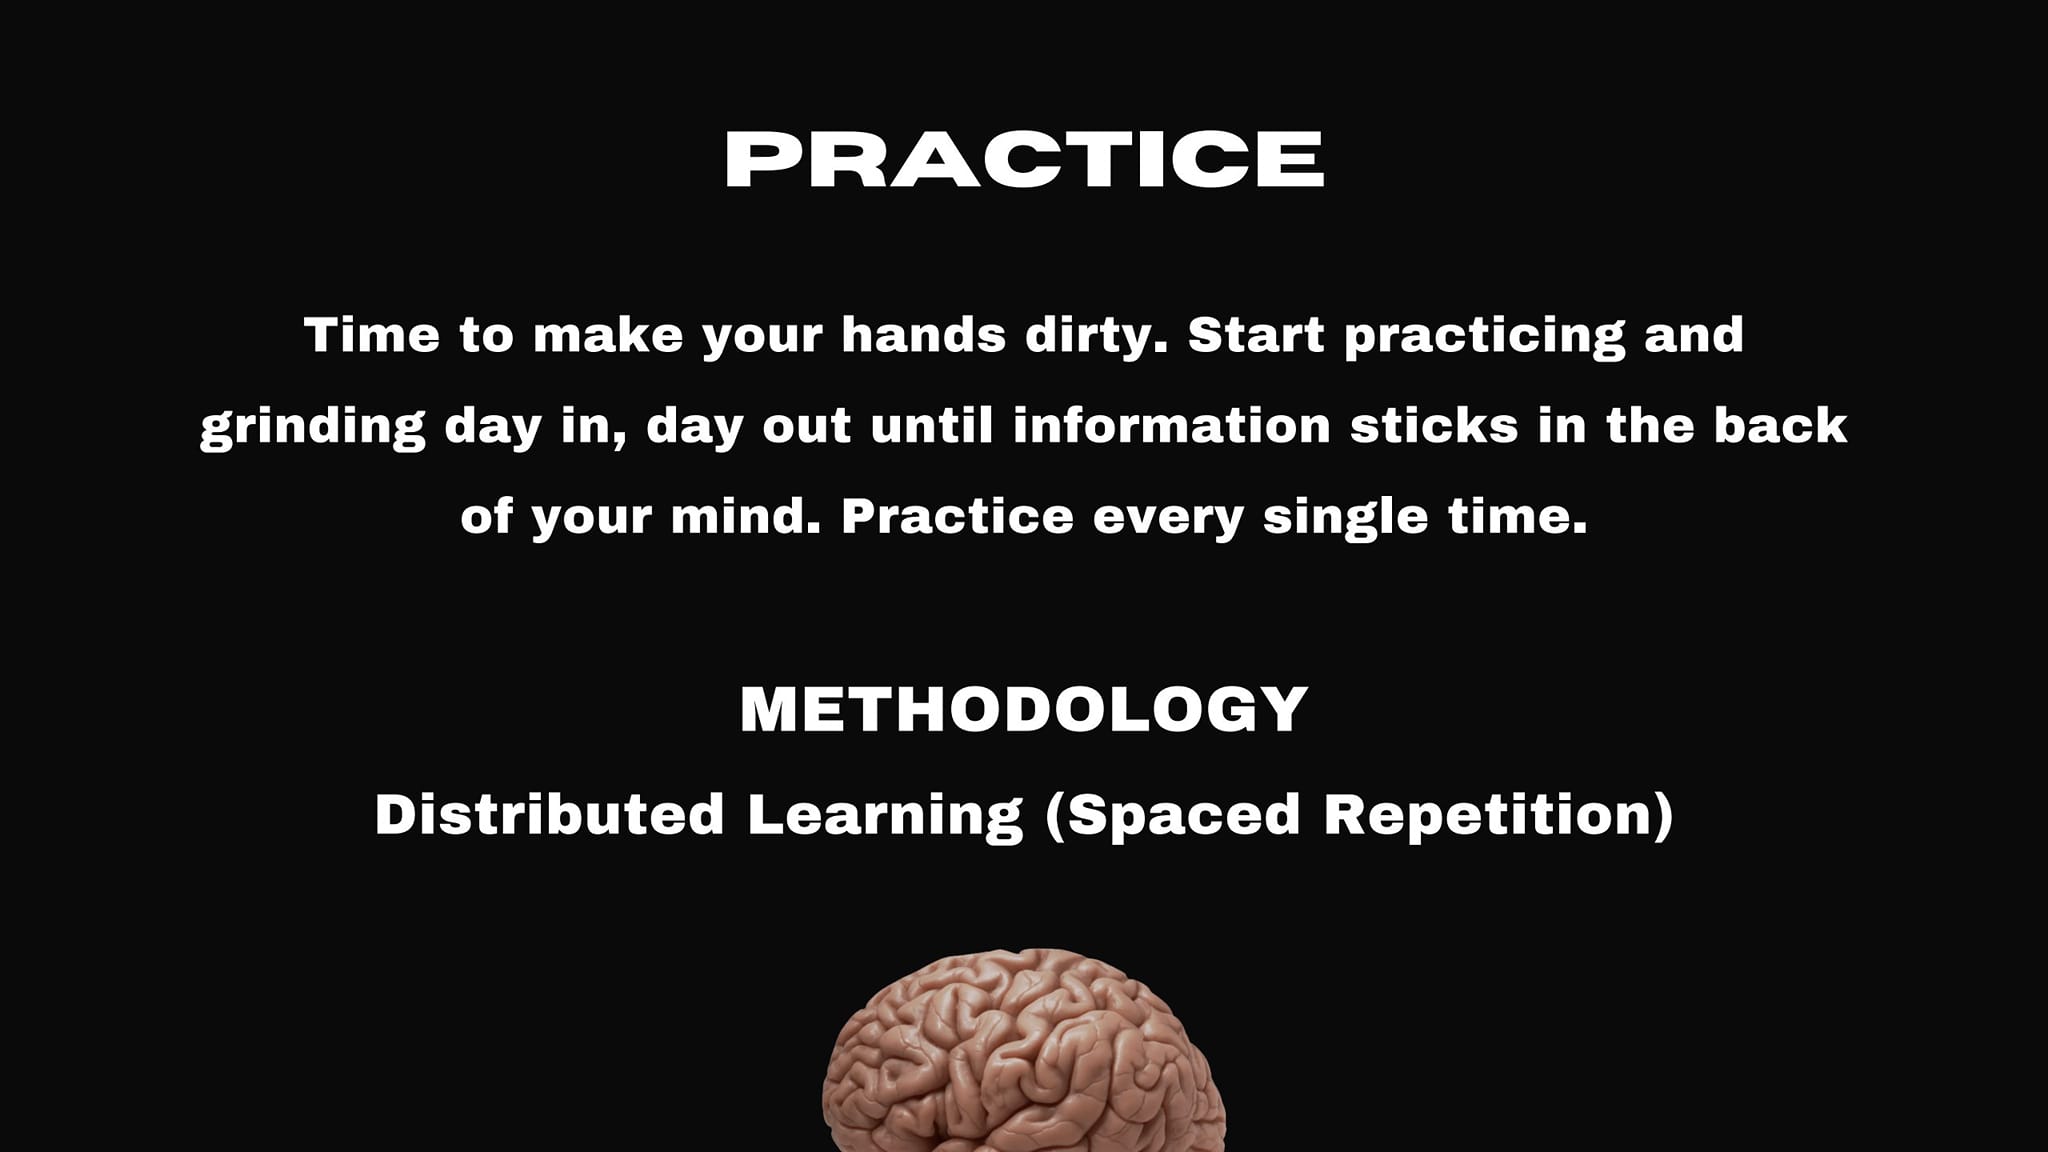 PRACTICE
Time to make your hands dirty. Start practicing and
grinding day in, day out until information sticks in the back
of your mind. Practice every single time.
METHODOLOGY
Distributed Learning (Spaced Repetition)